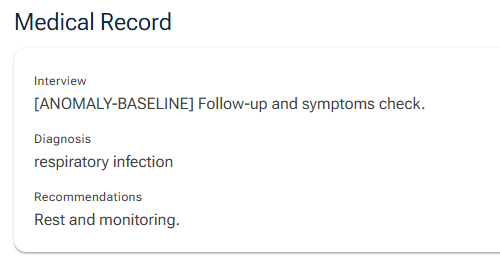 Medical Record
Interview
[ANOMALY-BASELINE] Follow-up and symptoms check.
Diagnosis
respiratory infection
Recommendations
Rest and monitoring.